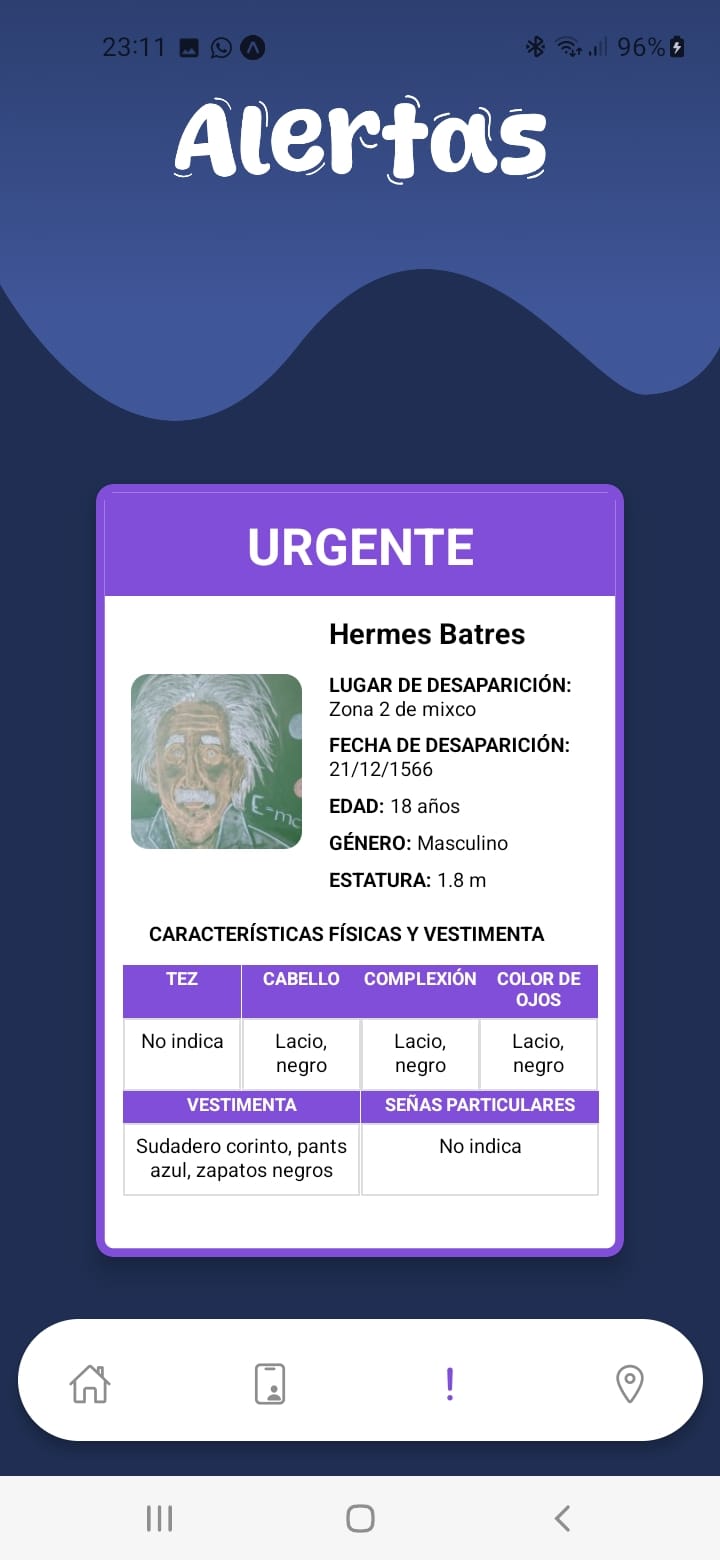 23:11
96%
Alertas
URGENTE
Hermes Batres
LUGAR DE DESAPARICIÓN:
Zona 2 de mixco
FECHA DE DESAPARICIÓN:
21/12/1566
EDAD: 18 años
GÉNERO: Masculino
ESTATURA: 1.8 m
E=mc
CARACTERÍSTICAS FÍSICAS Y VESTIMENTA
TEZ CABELLO COMPLEXIÓN COLOR DE
OJOS
No indica Lacio, Lacio, Lacio,
negro negro negro
VESTIMENTA SEÑAS PARTICULARES
Sudadero corinto, pants No indica
azul, zapatos negros